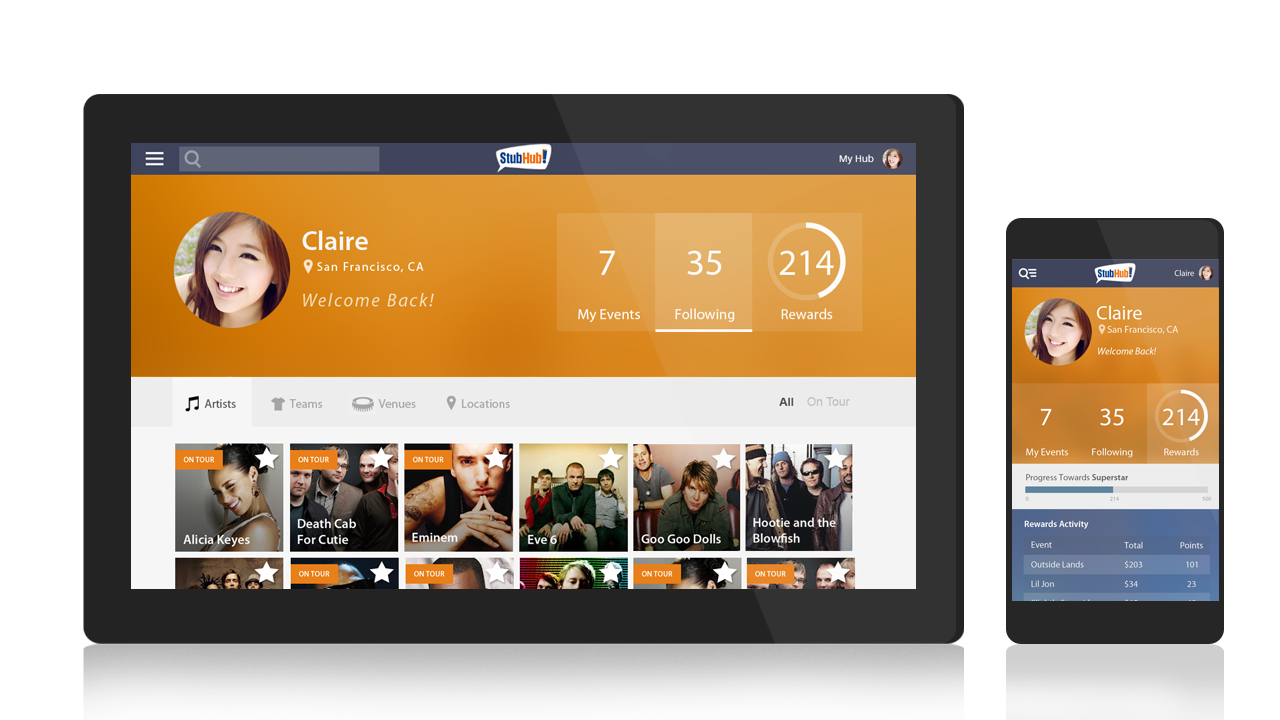 StubHub!
My Hub
Claire
San Francisco, CA
Welcome Back!
7
35
214
My Events
Following
Rewards
Artists
Teams
Venues
Locations
All
On Tour
ON TOUR
ON TOUR
ON TOUR
Alicia Keyes
Death Cab
For Cutie
Eminem
Eve 6
Goo Goo Dolls
Hootie and the
Blowfish
ON TOUR
ON TOUR
ON TOUR
ON TOUR
StubHub!
Claire
Claire
San Francisco, CA
Welcome Back!
7
35
214
My Events
Following
Rewards
Progress Towards Superstar
0
214
500
Rewards Activity
Event Total Points
Outside Lands $203 101
Lil Jon $34 23